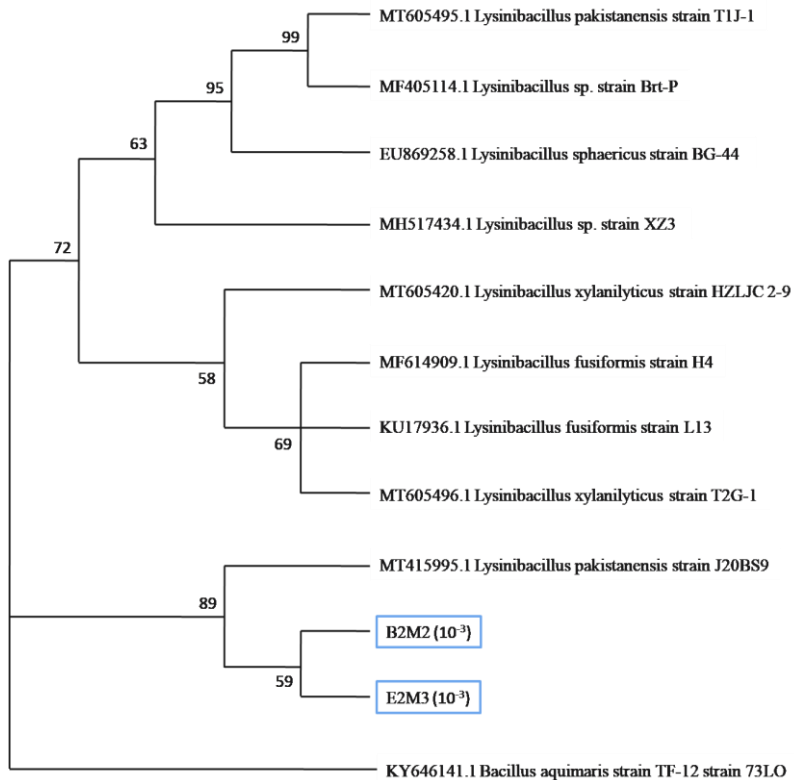 MT605495.1 Lysinibacillus pakistanensis strain T1J-1
99
MF405114.1 Lysinibacillus sp. strain Brt-P
95
EU869258.1 Lysinibacillus sphaericus strain BG-44
63
MH517434.1 Lysinibacillus sp. strain XZ3
72
MT605420.1 Lysinibacillus xylanilyticus strain HZLJC 2-9
MF614909.1 Lysinibacillus fusiformis strain H4
58
KU17936.1 Lysinibacillus fusiformis strain L13
69
MT605496.1 Lysinibacillus xylanilyticus strain T2G-1
MT415995.1 Lysinibacillus pakistanensis strain J20BS9
89
B2M2 (10⁻³)
59
E2M3 (10⁻³)
KY646141.1 Bacillus aquimaris strain TF-12 strain 73LO